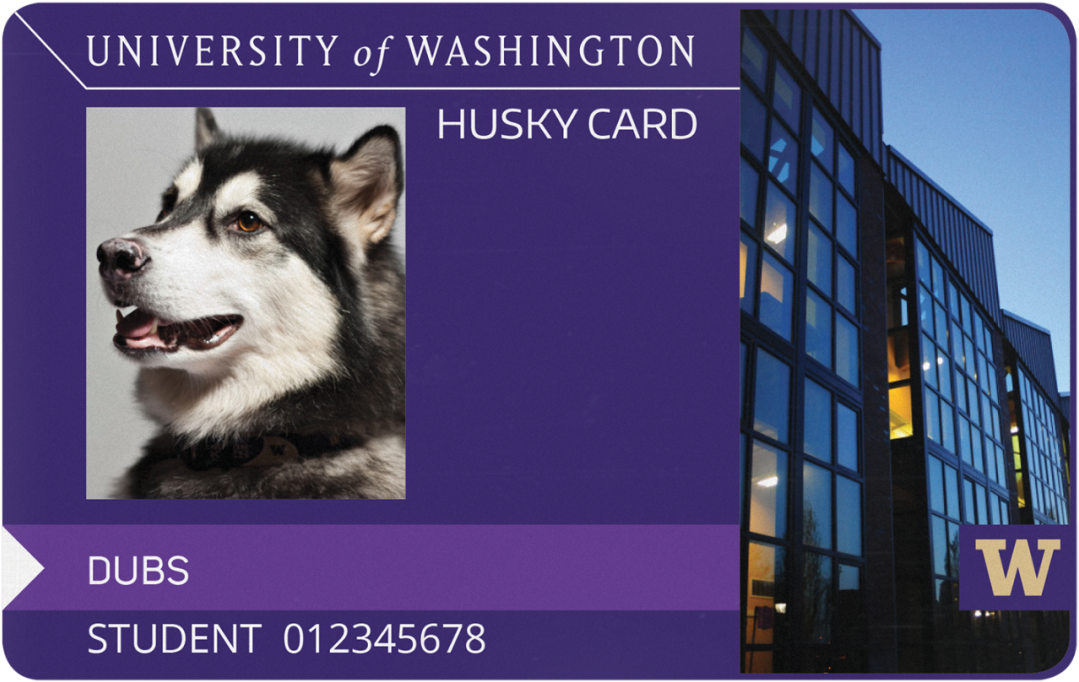 UNIVERSITY of WASHINGTON
HUSKY CARD
DUBS
W
STUDENT 012345678